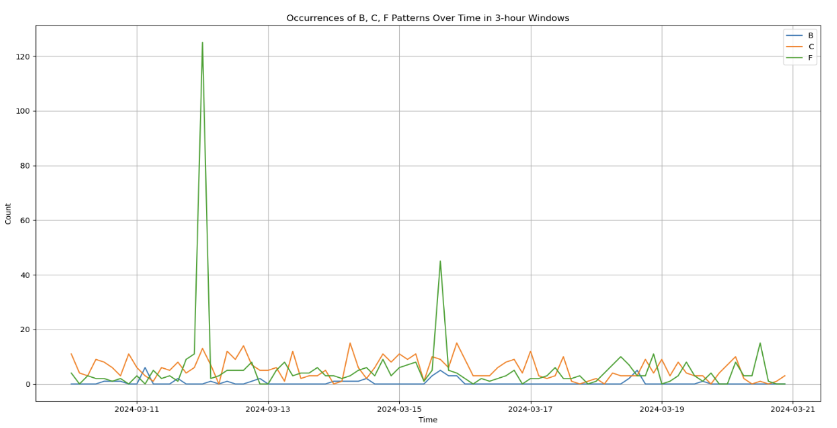 Occurrences of B, C, F Patterns Over Time in 3-hour Windows
B
C
F
120
100
80
60
40
20
0
Count
2024-03-11
2024-03-13
2024-03-15
2024-03-17
2024-03-19
2024-03-21
Time